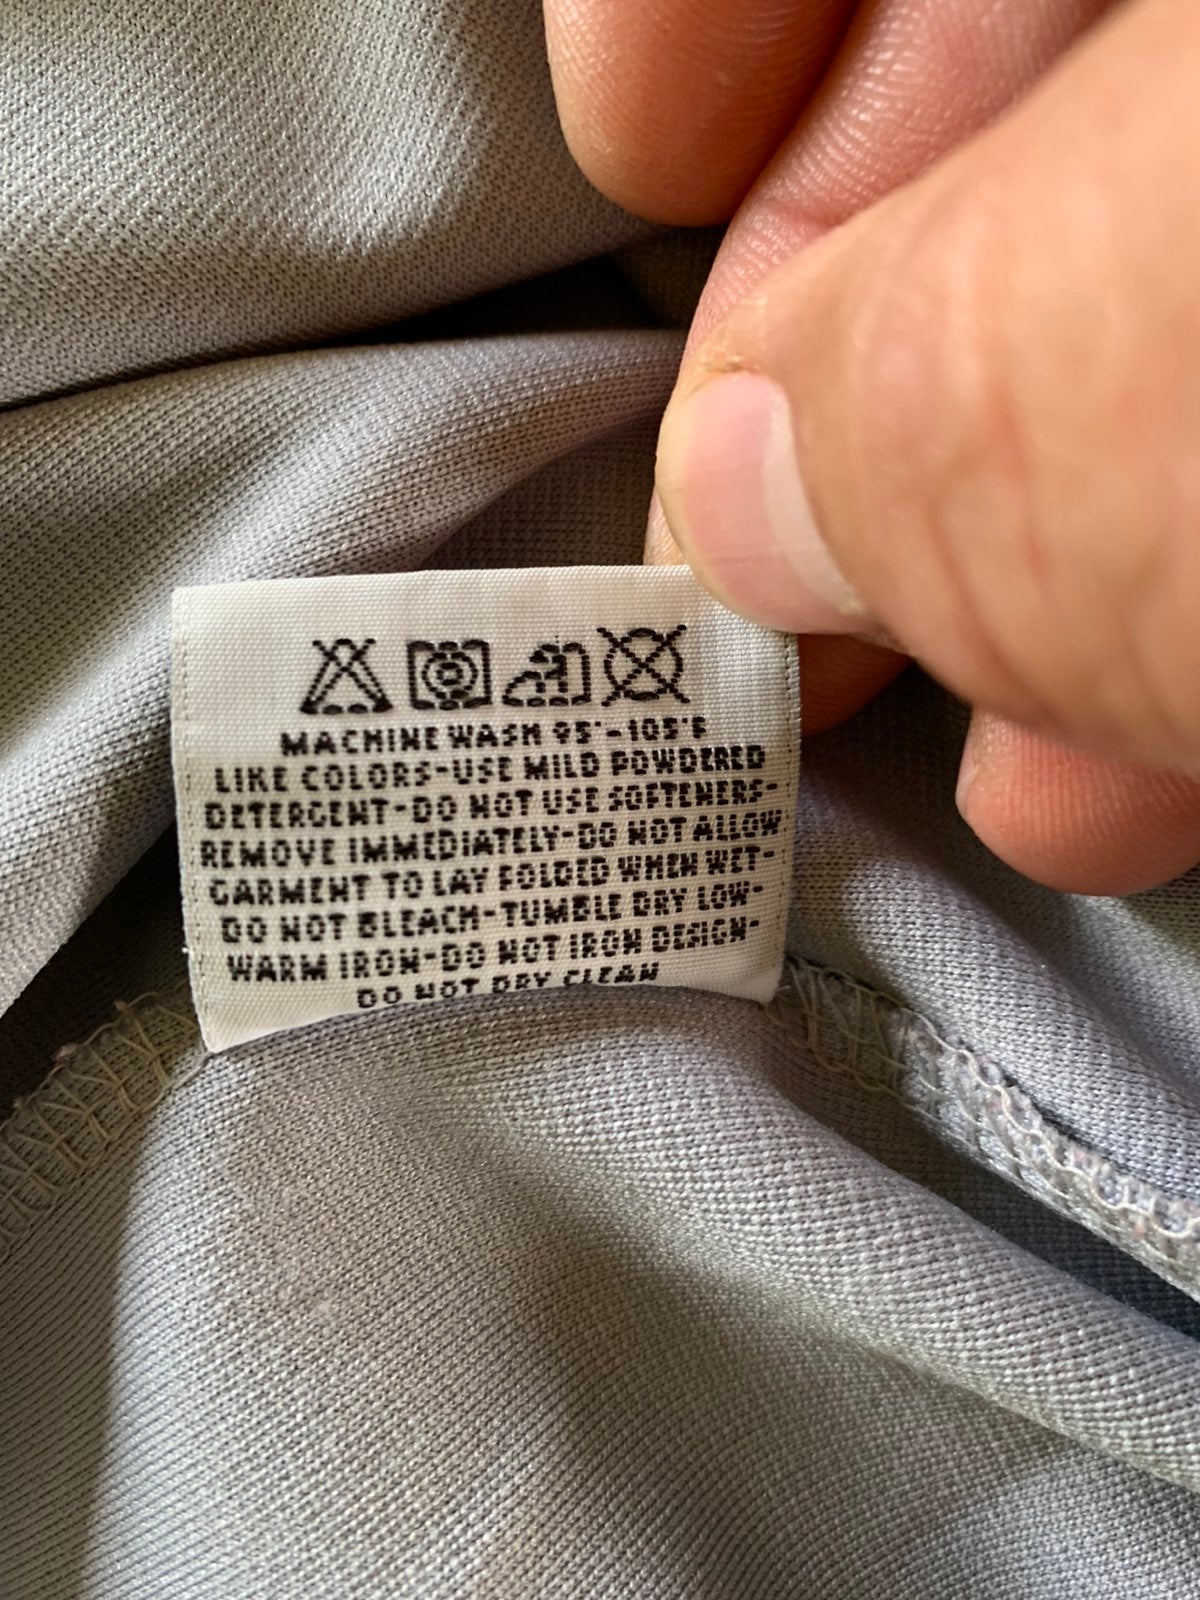 MACHINE WASH 95°-105°F
LIKE COLORS-USE MILD POWDERED
DETERGENT-DO NOT USE SOFTENERS-
REMOVE IMMEDIATELY-DO NOT ALLOW
GARMENT TO LAY FOLDED WHEN WET-
DO NOT BLEACH-TUMBLE DRY LOW-
WARM IRON-DO NOT IRON DESIGN-
DO NOT DRY CLEAN